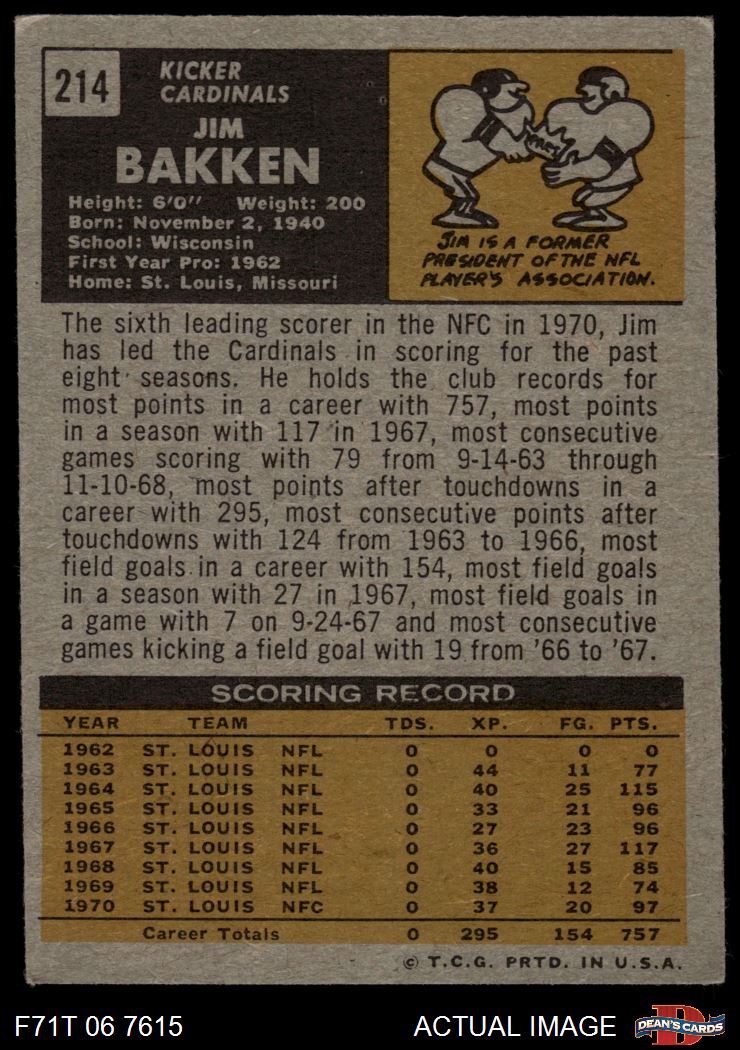 214
KICKER
CARDINALS
JIM
BAKKEN
Height: 6'0" Weight: 200
Born: November 2, 1940
School: Wisconsin
First Year Pro: 1962
Home: St. Louis, Missouri
JIM IS A FORMER
PRESIDENT OF THE NFL
PLAYER'S ASSOCIATION.
The sixth leading scorer in the NFC in 1970, Jim
has led the Cardinals in scoring for the past
eight seasons. He holds the club records for
most points in a career with 757, most points
in a season with 117 in 1967, most consecutive
games scoring with 79 from 9-14-63 through
11-10-68, most points after touchdowns in a
career with 295, most consecutive points after
touchdowns with 124 from 1963 to 1966, most
field goals in a career with 154, most field goals
in a season with 27 in 1967, most field goals in
a game with 7 on 9-24-67 and most consecutive
games kicking a field goal with 19 from '66 to '67.
SCORING RECORD
YEAR TEAM TDS. XP. FG. PTS.
1962 ST. LOUIS NFL 0 0 0 0
1963 ST. LOUIS NFL 0 44 11 77
1964 ST. LOUIS NFL 0 40 25 115
1965 ST. LOUIS NFL 0 33 21 96
1966 ST. LOUIS NFL 0 27 23 96
1967 ST. LOUIS NFL 0 36 27 117
1968 ST. LOUIS NFL 0 40 15 85
1969 ST. LOUIS NFL 0 38 12 74
1970 ST. LOUIS NFC 0 37 20 97
Career Totals 0 295 154 757
© T.C.G. PRTD. IN U.S.A.
F71T 06 7615 ACTUAL IMAGE
DEAN'S CARDS